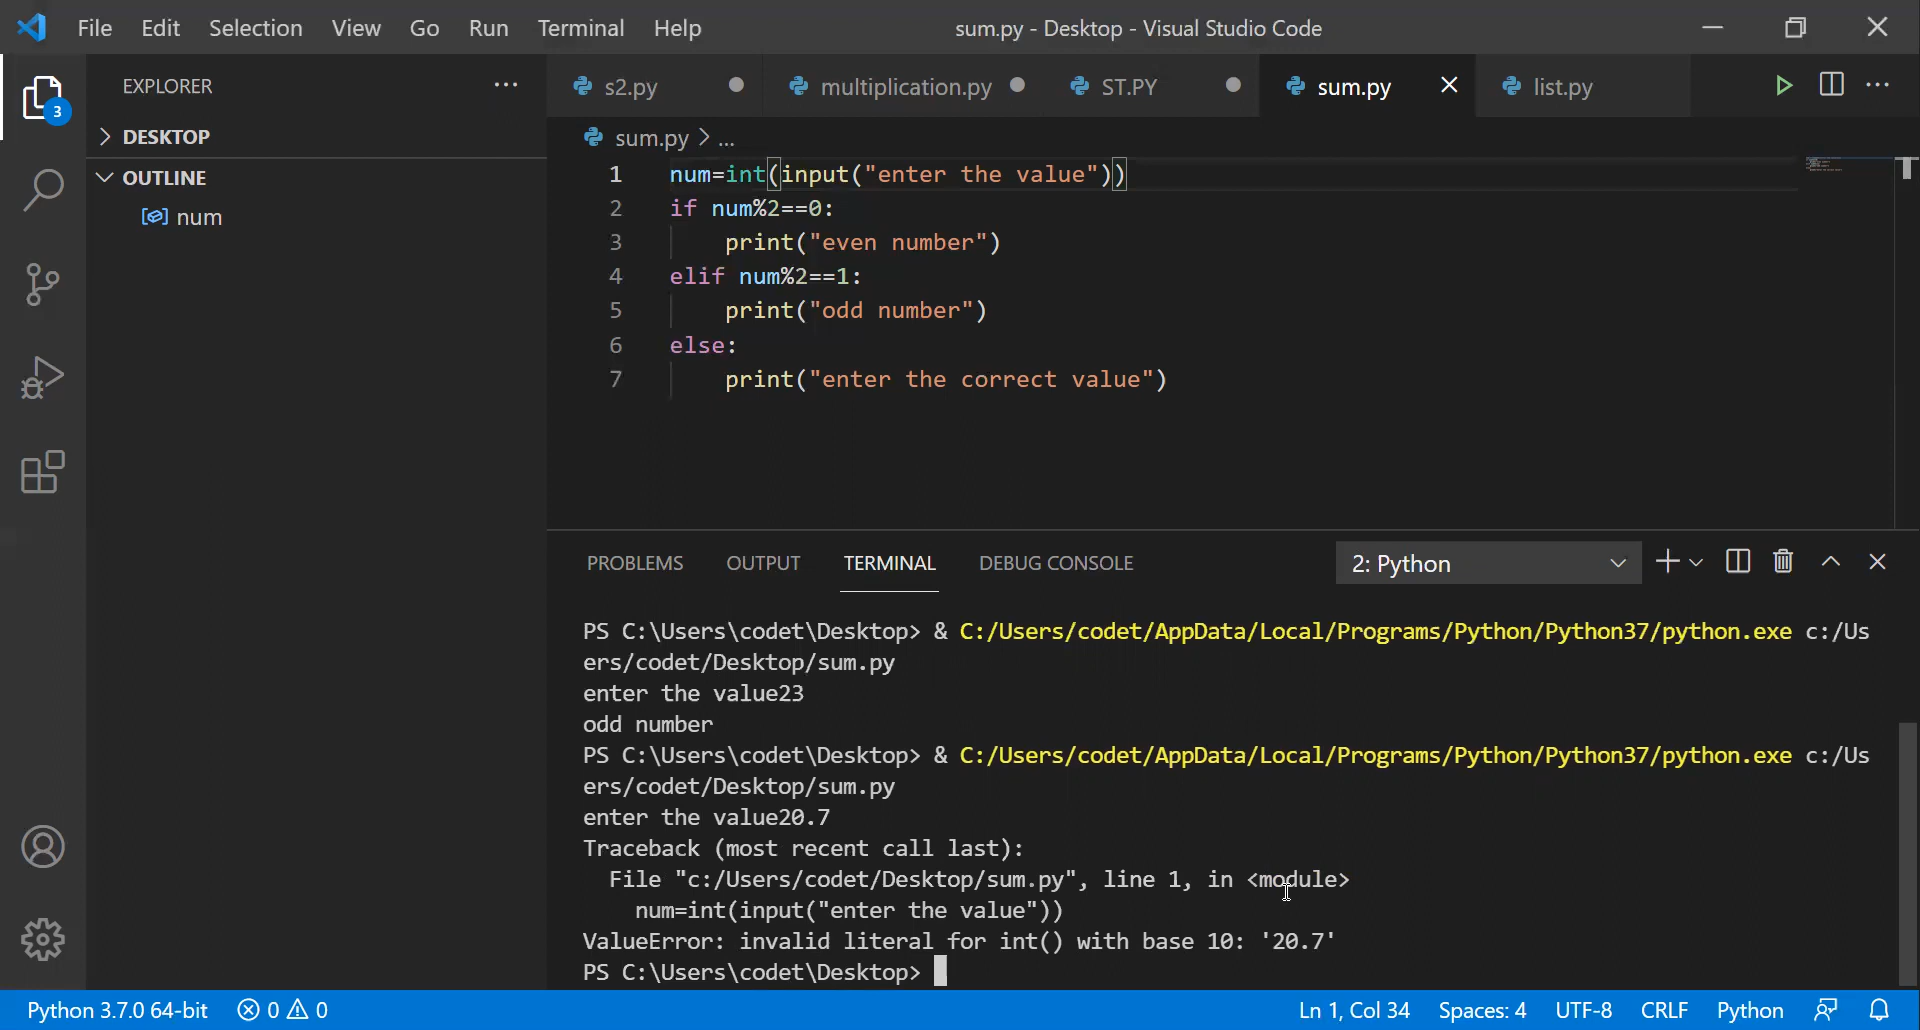 File Edit Selection View Go Run Terminal Help
sum.py - Desktop - Visual Studio Code
3
EXPLORER
DESKTOP
OUTLINE
num
s2.py
multiplication.py
ST.PY
sum.py
list.py
sum.py > ...
1 num=int(input("enter the value"))
2 if num%2==0:
3 print("even number")
4 elif num%2==1:
5 print("odd number")
6 else:
7 print("enter the correct value")
PROBLEMS OUTPUT TERMINAL DEBUG CONSOLE
2: Python
PS C:\Users\codet\Desktop> & C:/Users/codet/AppData/Local/Programs/Python/Python37/python.exe c:/Us
ers/codet/Desktop/sum.py
enter the value23
odd number
PS C:\Users\codet\Desktop> & C:/Users/codet/AppData/Local/Programs/Python/Python37/python.exe c:/Us
ers/codet/Desktop/sum.py
enter the value20.7
Traceback (most recent call last):
File "c:/Users/codet/Desktop/sum.py", line 1, in <module>
num=int(input("enter the value"))
ValueError: invalid literal for int() with base 10: '20.7'
PS C:\Users\codet\Desktop>
Python 3.7.0 64-bit 0 0 Ln 1, Col 34 Spaces: 4 UTF-8 CRLF Python